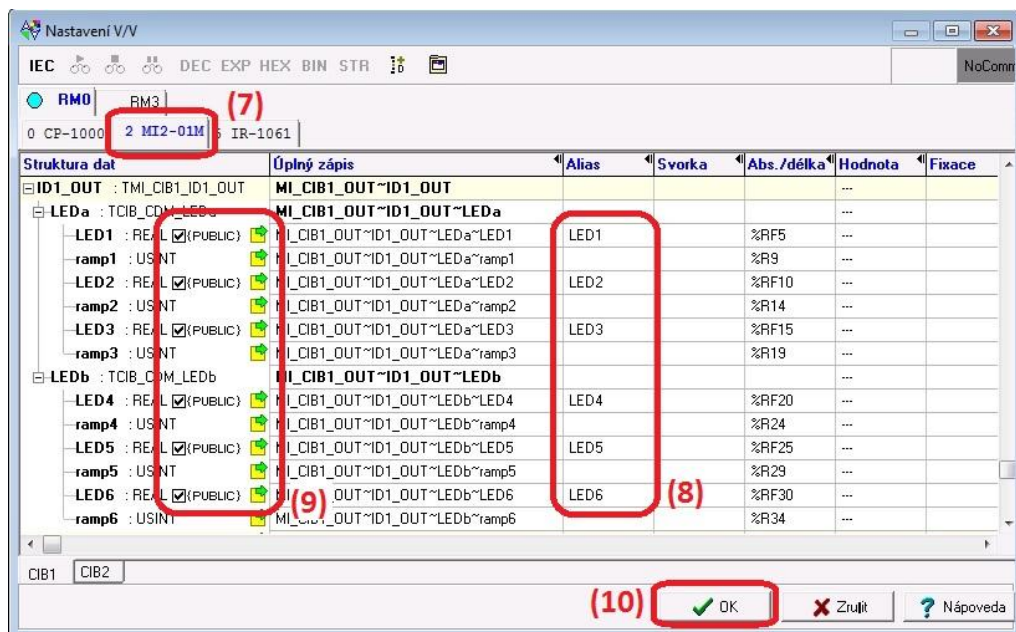 Nastavení V/V
IEC DEC EXP HEX BIN STR
NoComm
RM0 RM3 (7)
0 CP-1000 2 MI2-01M 5 IR-1061
Struktura dat Úplný zápis Alias Svorka Abs./délka Hodnota Fixace
ID1_OUT : TMI_CIB1_ID1_OUT MI_CIB1_OUT~ID1_OUT ---
LEDa : TCIB_CDM_LEDa MI_CIB1_OUT~ID1_OUT~LEDa ---
LED1 : REAL {PUBLIC} MI_CIB1_OUT~ID1_OUT~LEDa~LED1 LED1 %RF5 ---
ramp1 : USINT MI_CIB1_OUT~ID1_OUT~LEDa~ramp1 %R9 ---
LED2 : REAL {PUBLIC} MI_CIB1_OUT~ID1_OUT~LEDa~LED2 LED2 %RF10 ---
ramp2 : USINT MI_CIB1_OUT~ID1_OUT~LEDa~ramp2 %R14 ---
LED3 : REAL {PUBLIC} MI_CIB1_OUT~ID1_OUT~LEDa~LED3 LED3 %RF15 ---
ramp3 : USINT MI_CIB1_OUT~ID1_OUT~LEDa~ramp3 %R19 ---
LEDb : TCIB_CDM_LEDb MI_CIB1_OUT~ID1_OUT~LEDb ---
LED4 : REAL {PUBLIC} MI_CIB1_OUT~ID1_OUT~LEDb~LED4 LED4 %RF20 ---
ramp4 : USINT MI_CIB1_OUT~ID1_OUT~LEDb~ramp4 %R24 ---
LED5 : REAL {PUBLIC} MI_CIB1_OUT~ID1_OUT~LEDb~LED5 LED5 %RF25 ---
ramp5 : USINT MI_CIB1_OUT~ID1_OUT~LEDb~ramp5 %R29 ---
LED6 : REAL {PUBLIC} MI_CIB1_OUT~ID1_OUT~LEDb~LED6 LED6 %RF30 ---
ramp6 : USINT MI_CIB1_OUT~ID1_OUT~LEDb~ramp6 %R34 ---
(9) (8)
CIB1 CIB2
(10) OK Zrušit Nápoveda